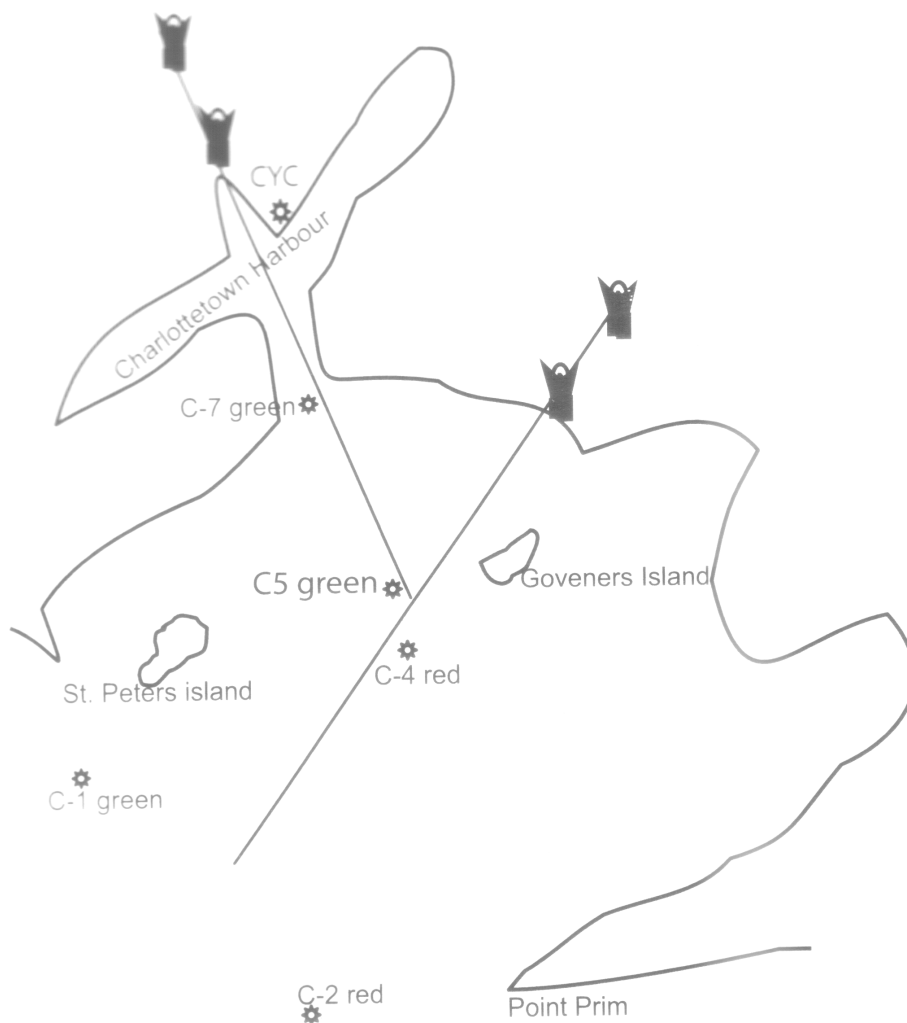 CYC
Charlottetown Harbour
C-7 green
C5 green
Goveners Island
C-4 red
St. Peters island
C-1 green
C-2 red
Point Prim